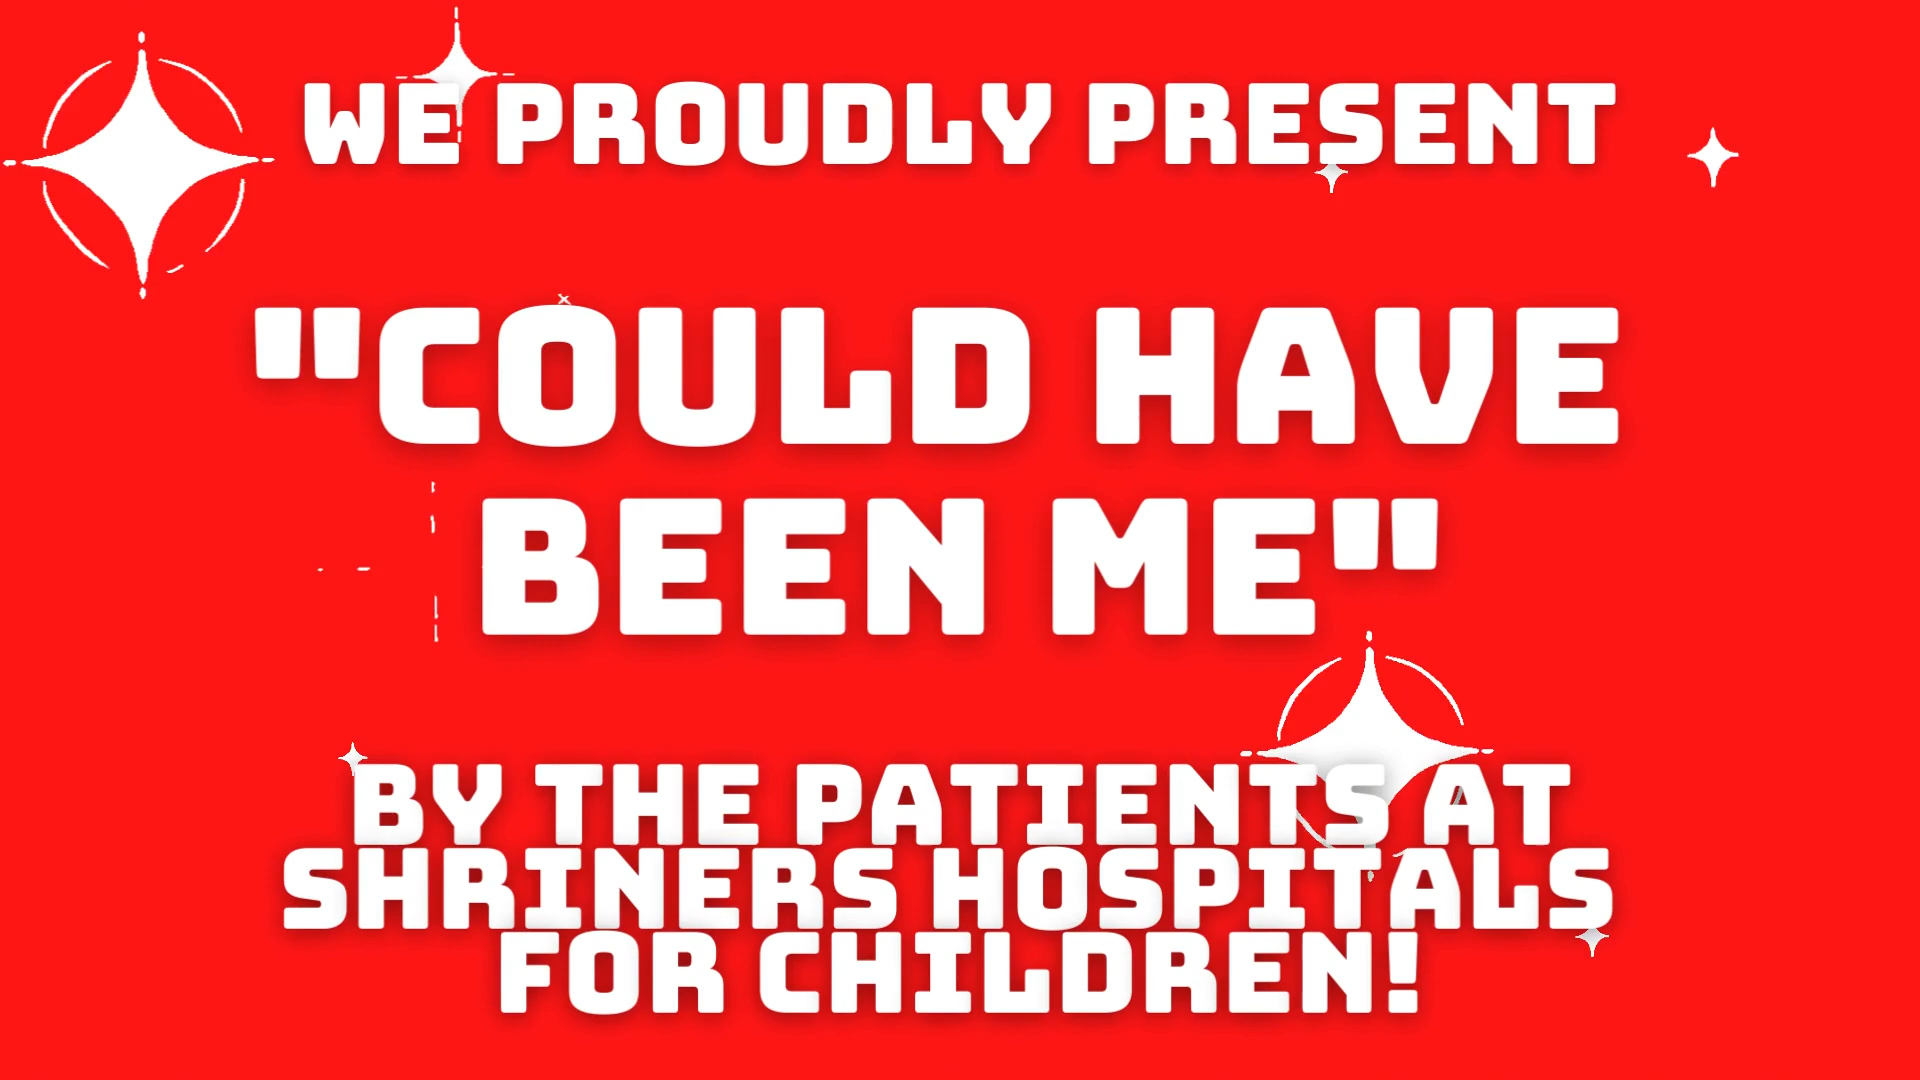 WE PROUDLY PRESENT
"COULD HAVE
BEEN ME"
BY THE PATIENTS AT
SHRINERS HOSPITALS
FOR CHILDREN!